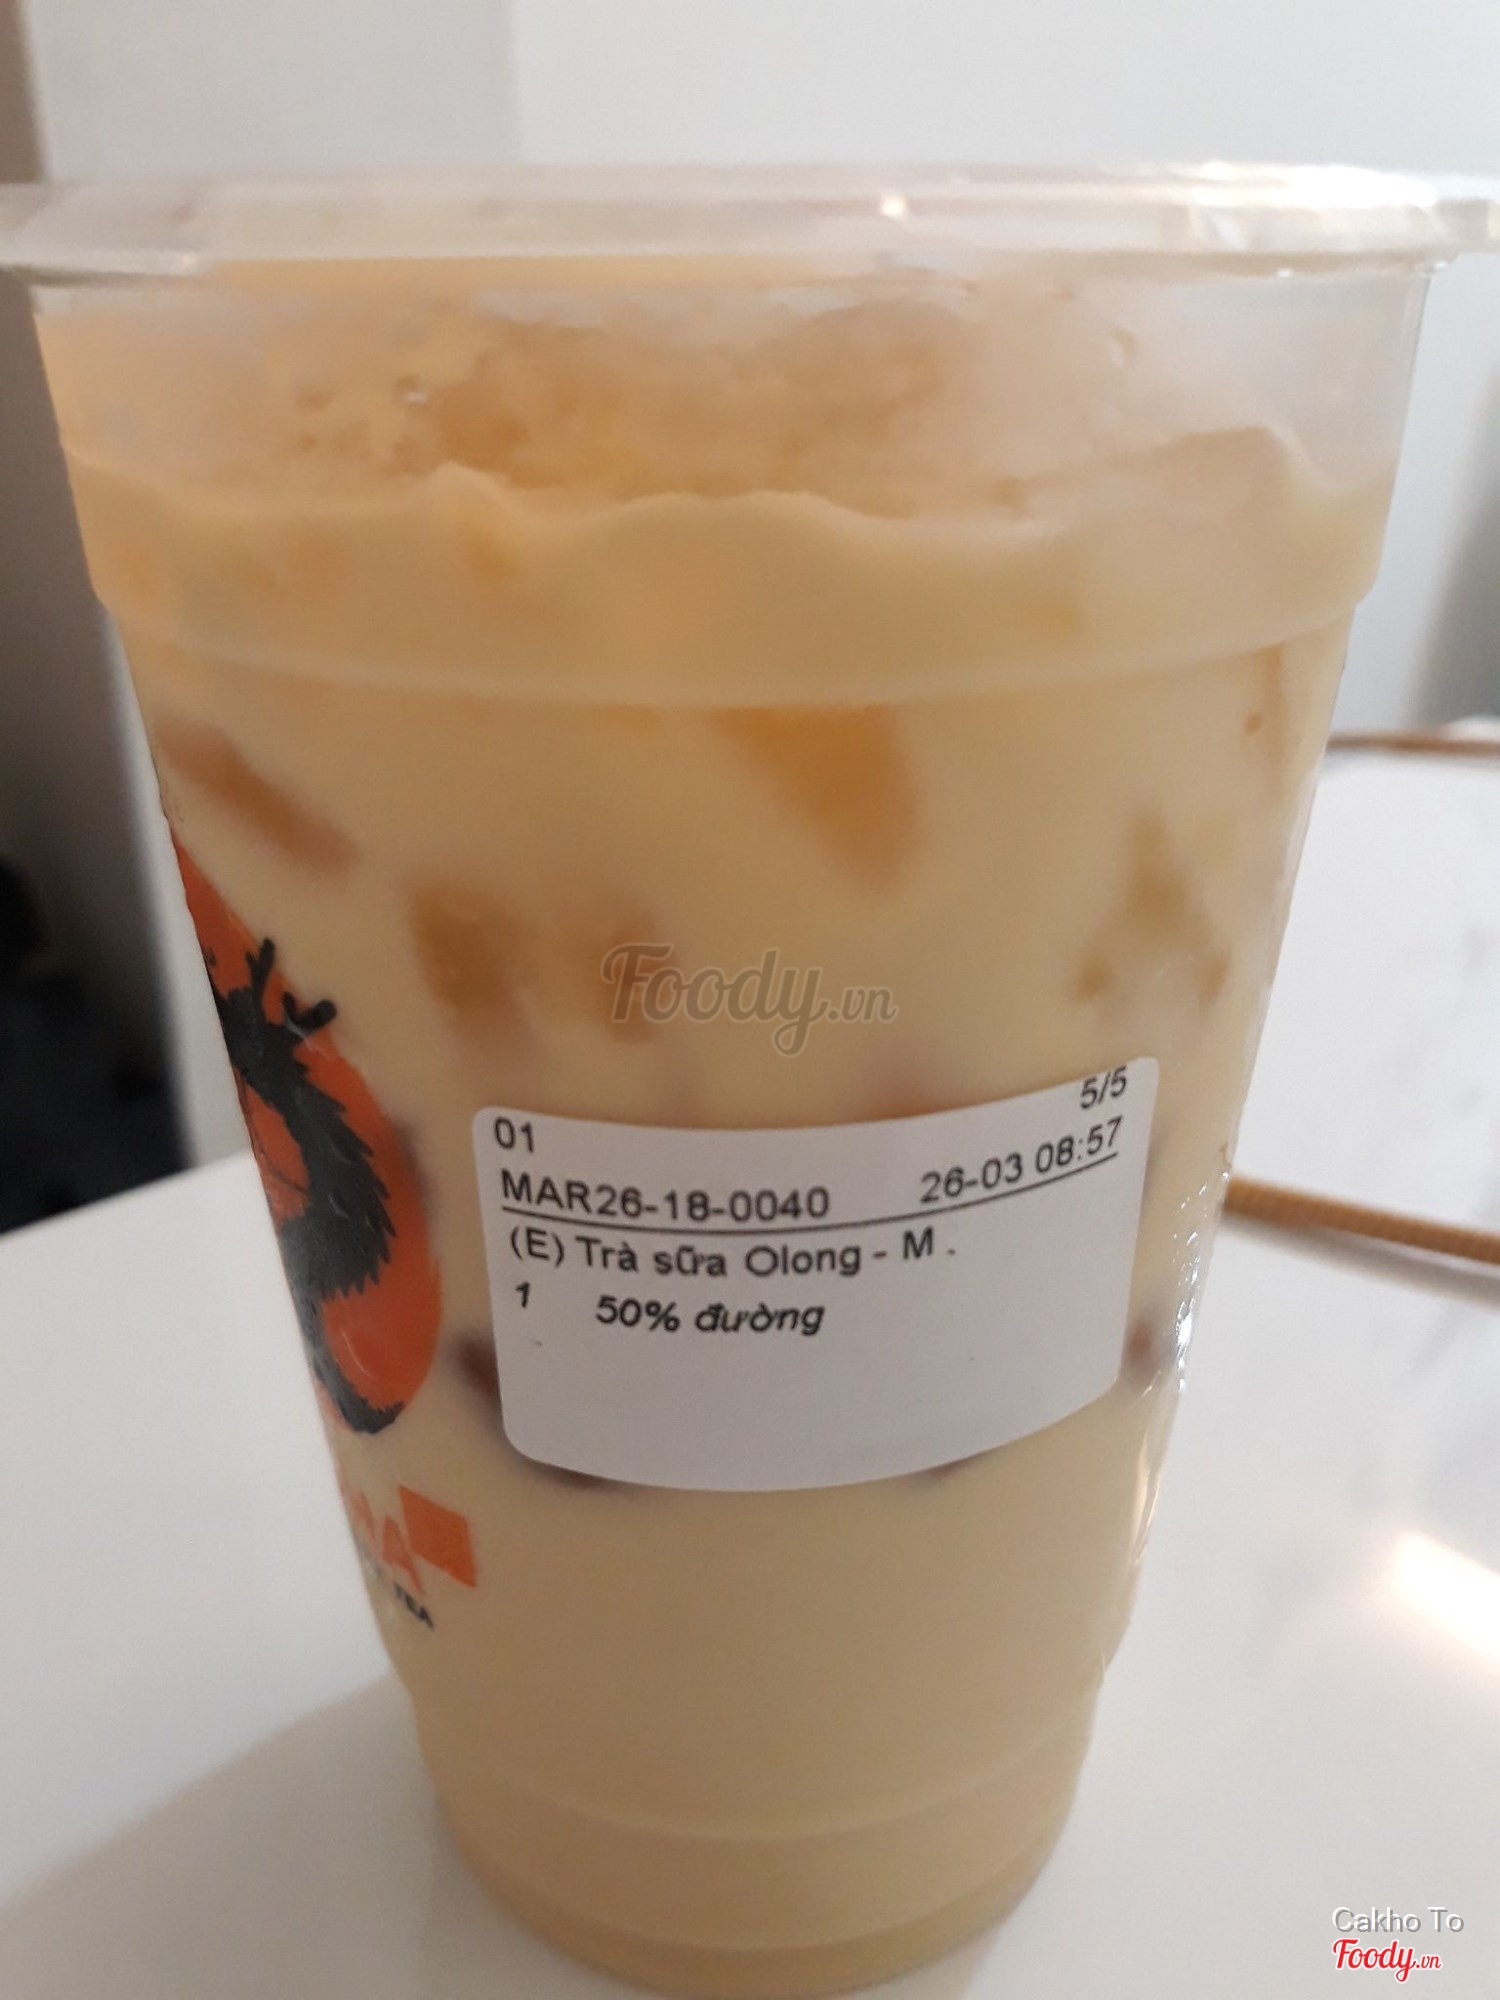 Foody.vn
5/5
01
MAR26-18-0040 26-03 08:57
(E) Trà sữa Olong - M .
1 50% đường
TEA
Cakho To
Foody.vn